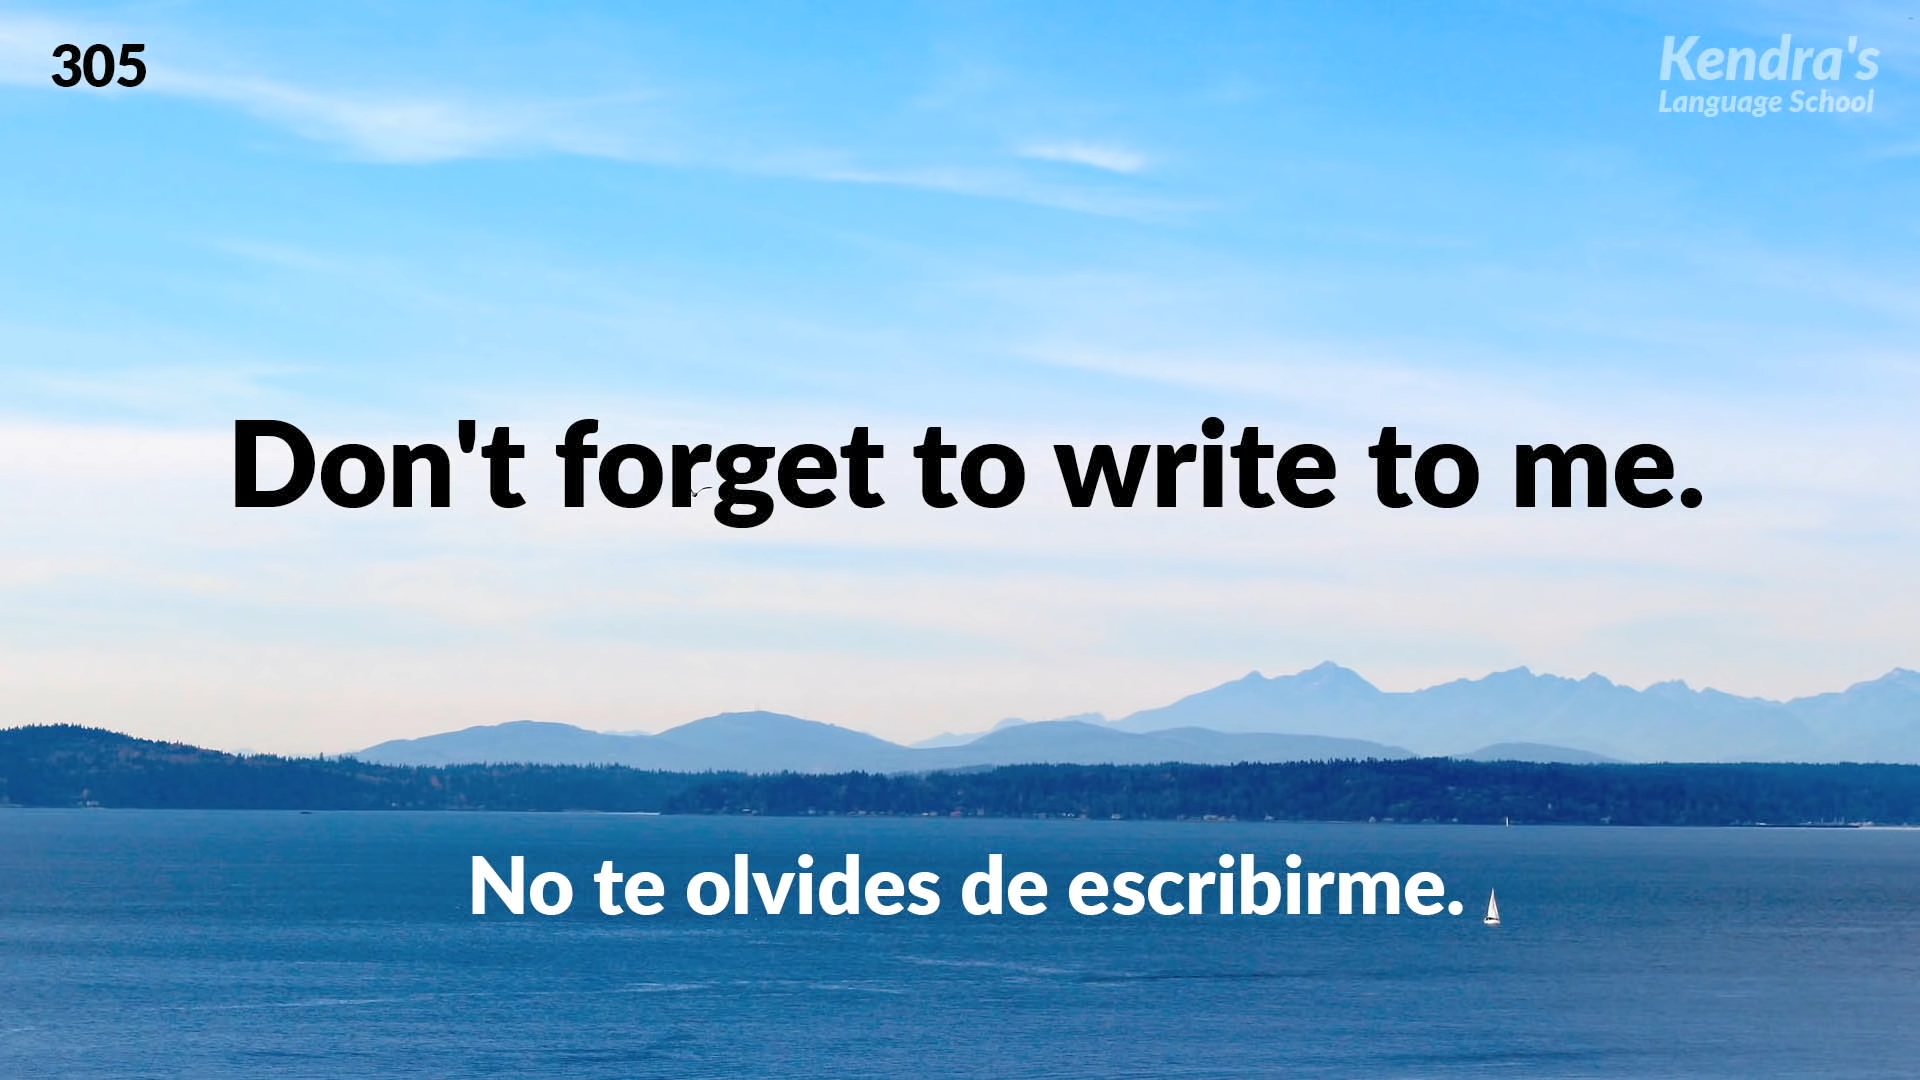 305
Kendra's
Language School
Don't forget to write to me.
No te olvides de escribirme.